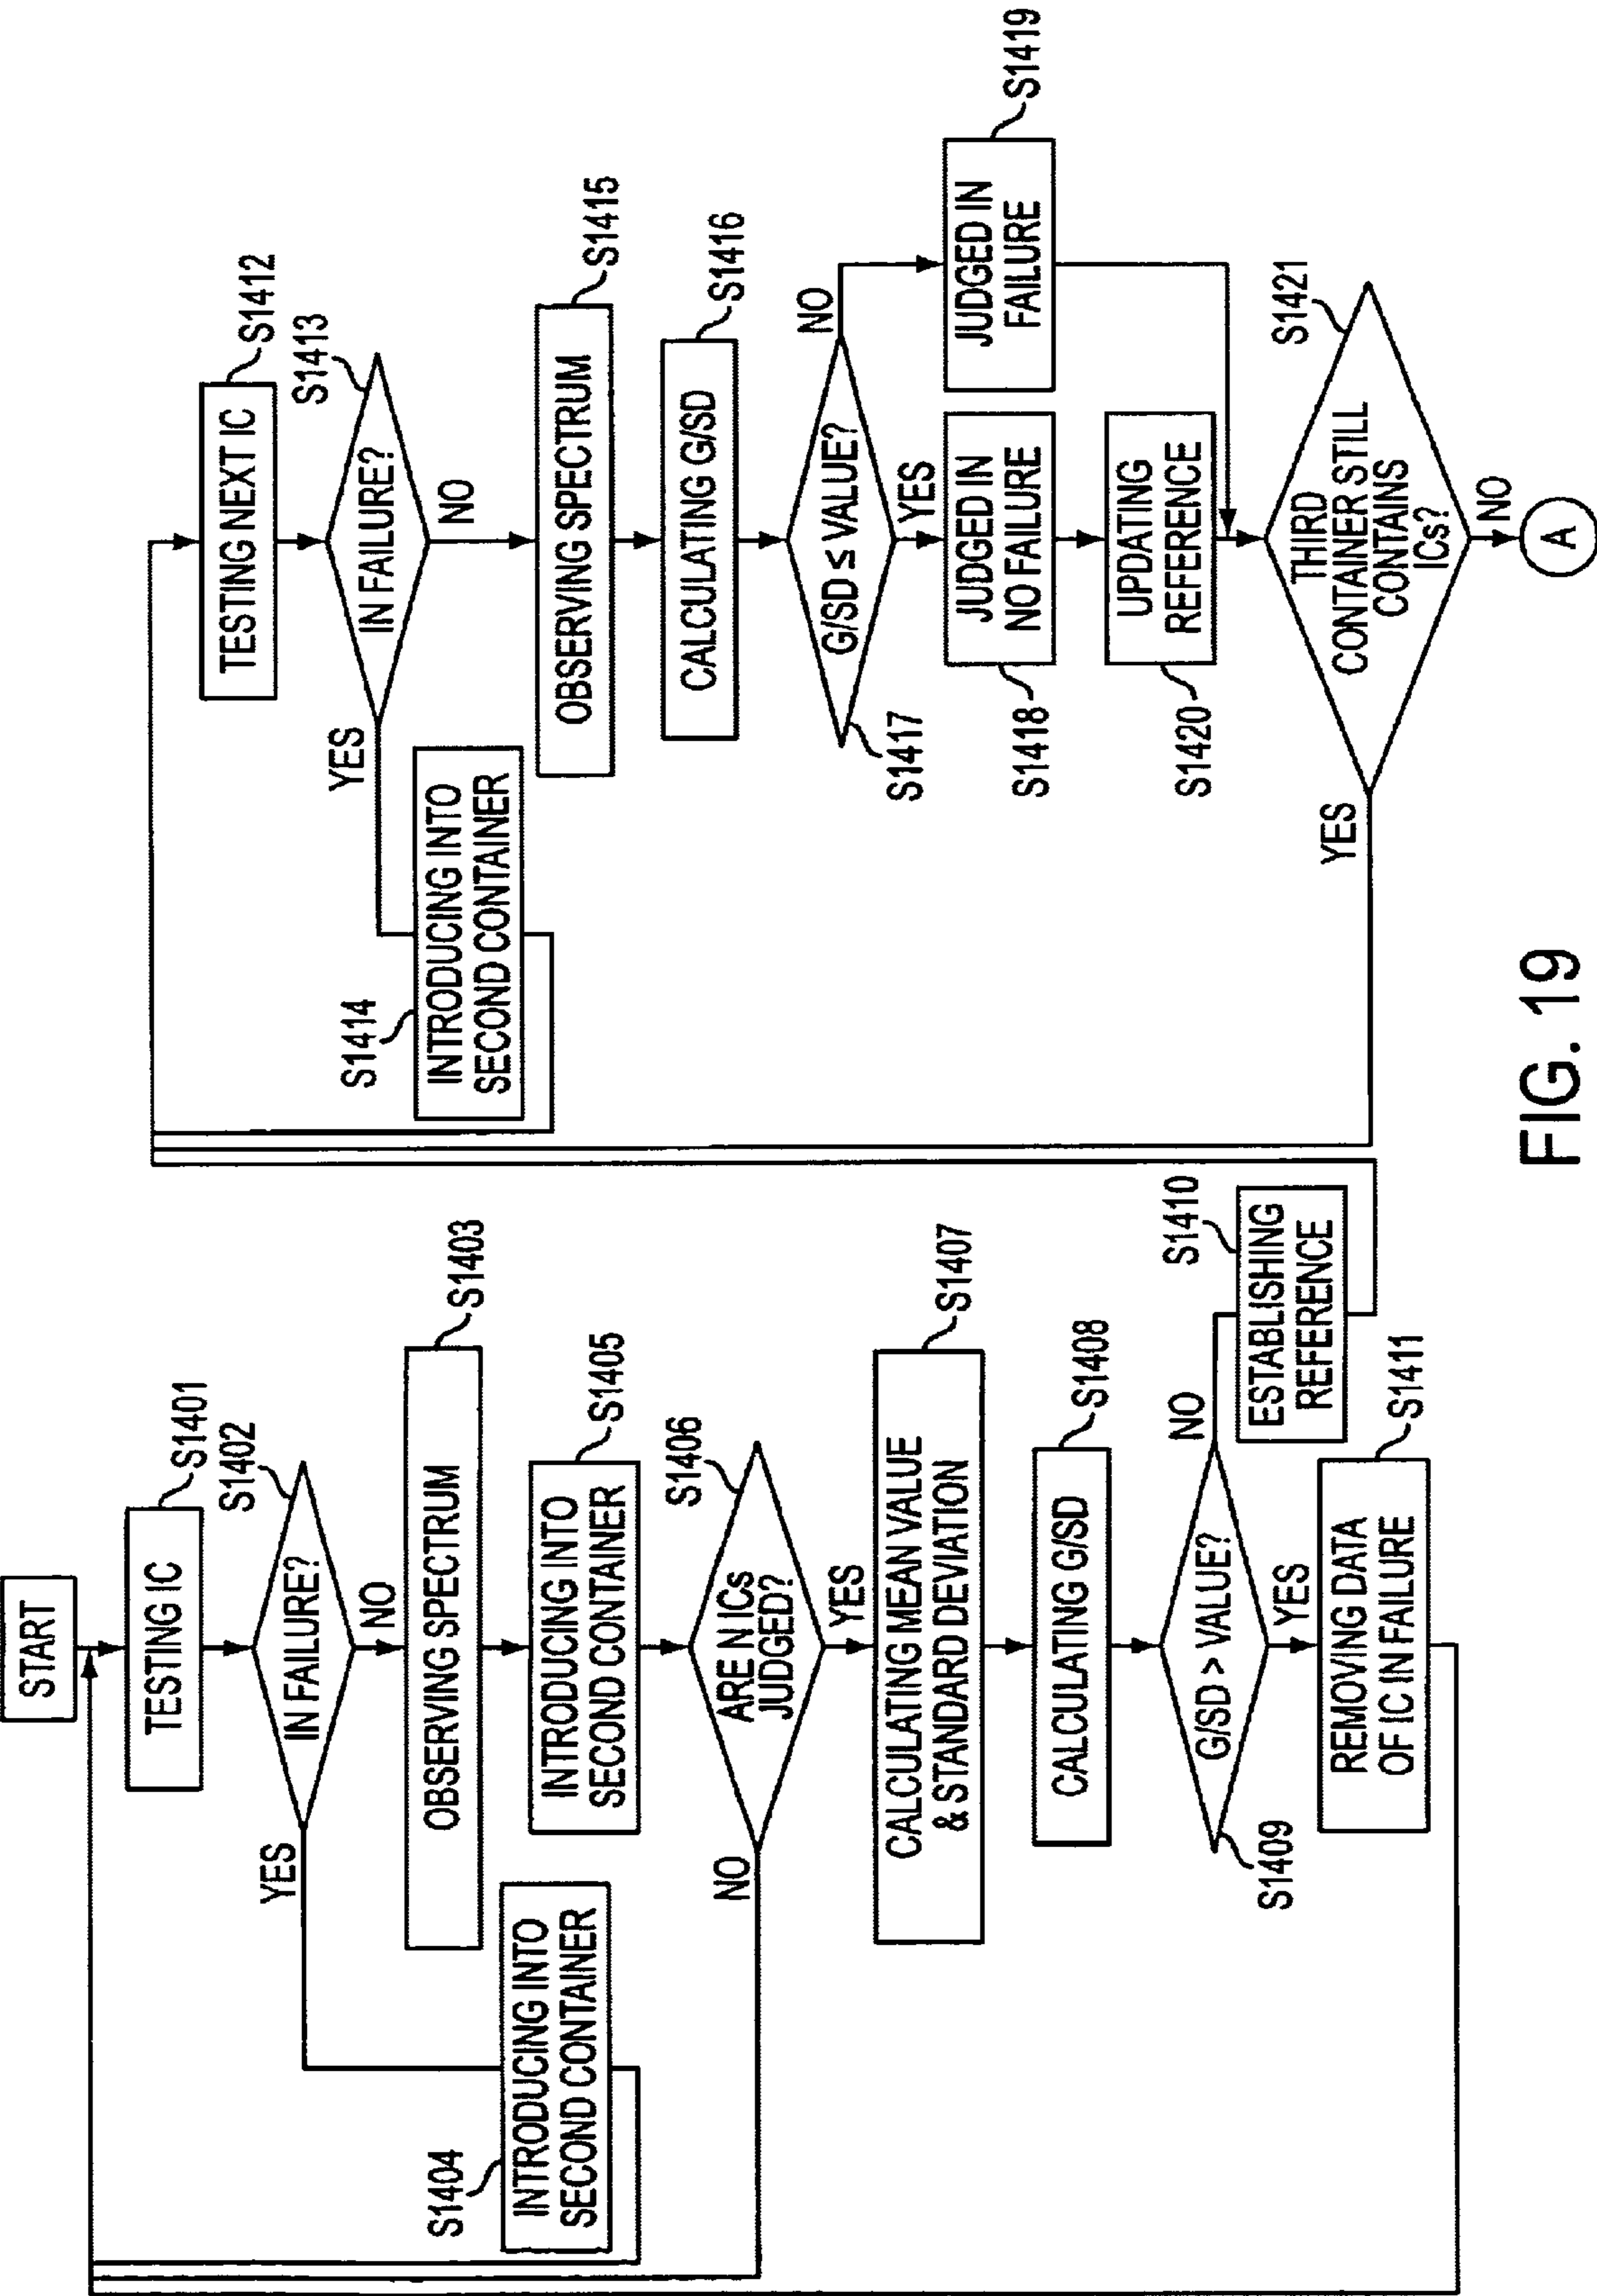 START
TESTING IC
S1401
IN FAILURE?
S1402
YES
NO
OBSERVING SPECTRUM
S1403
S1404
INTRODUCING INTO
SECOND CONTAINER
INTRODUCING INTO
SECOND CONTAINER
S1405
ARE N ICs
JUDGED?
S1406
NO
YES
CALCULATING MEAN VALUE
& STANDARD DEVIATION
S1407
CALCULATING G/SD
S1408
G/SD > VALUE?
S1409
NO
YES
S1410
ESTABLISHING
REFERENCE
REMOVING DATA
OF IC IN FAILURE
S1411
TESTING NEXT IC
S1412
IN FAILURE?
S1413
YES
NO
S1414
INTRODUCING INTO
SECOND CONTAINER
OBSERVING SPECTRUM
S1415
CALCULATING G/SD
S1416
G/SD ≤ VALUE?
S1417
NO
YES
JUDGED IN
NO FAILURE
S1418
JUDGED IN
FAILURE
S1419
UPDATING
REFERENCE
S1420
THIRD
CONTAINER STILL
CONTAINS
ICs?
S1421
YES
NO
A
FIG. 19